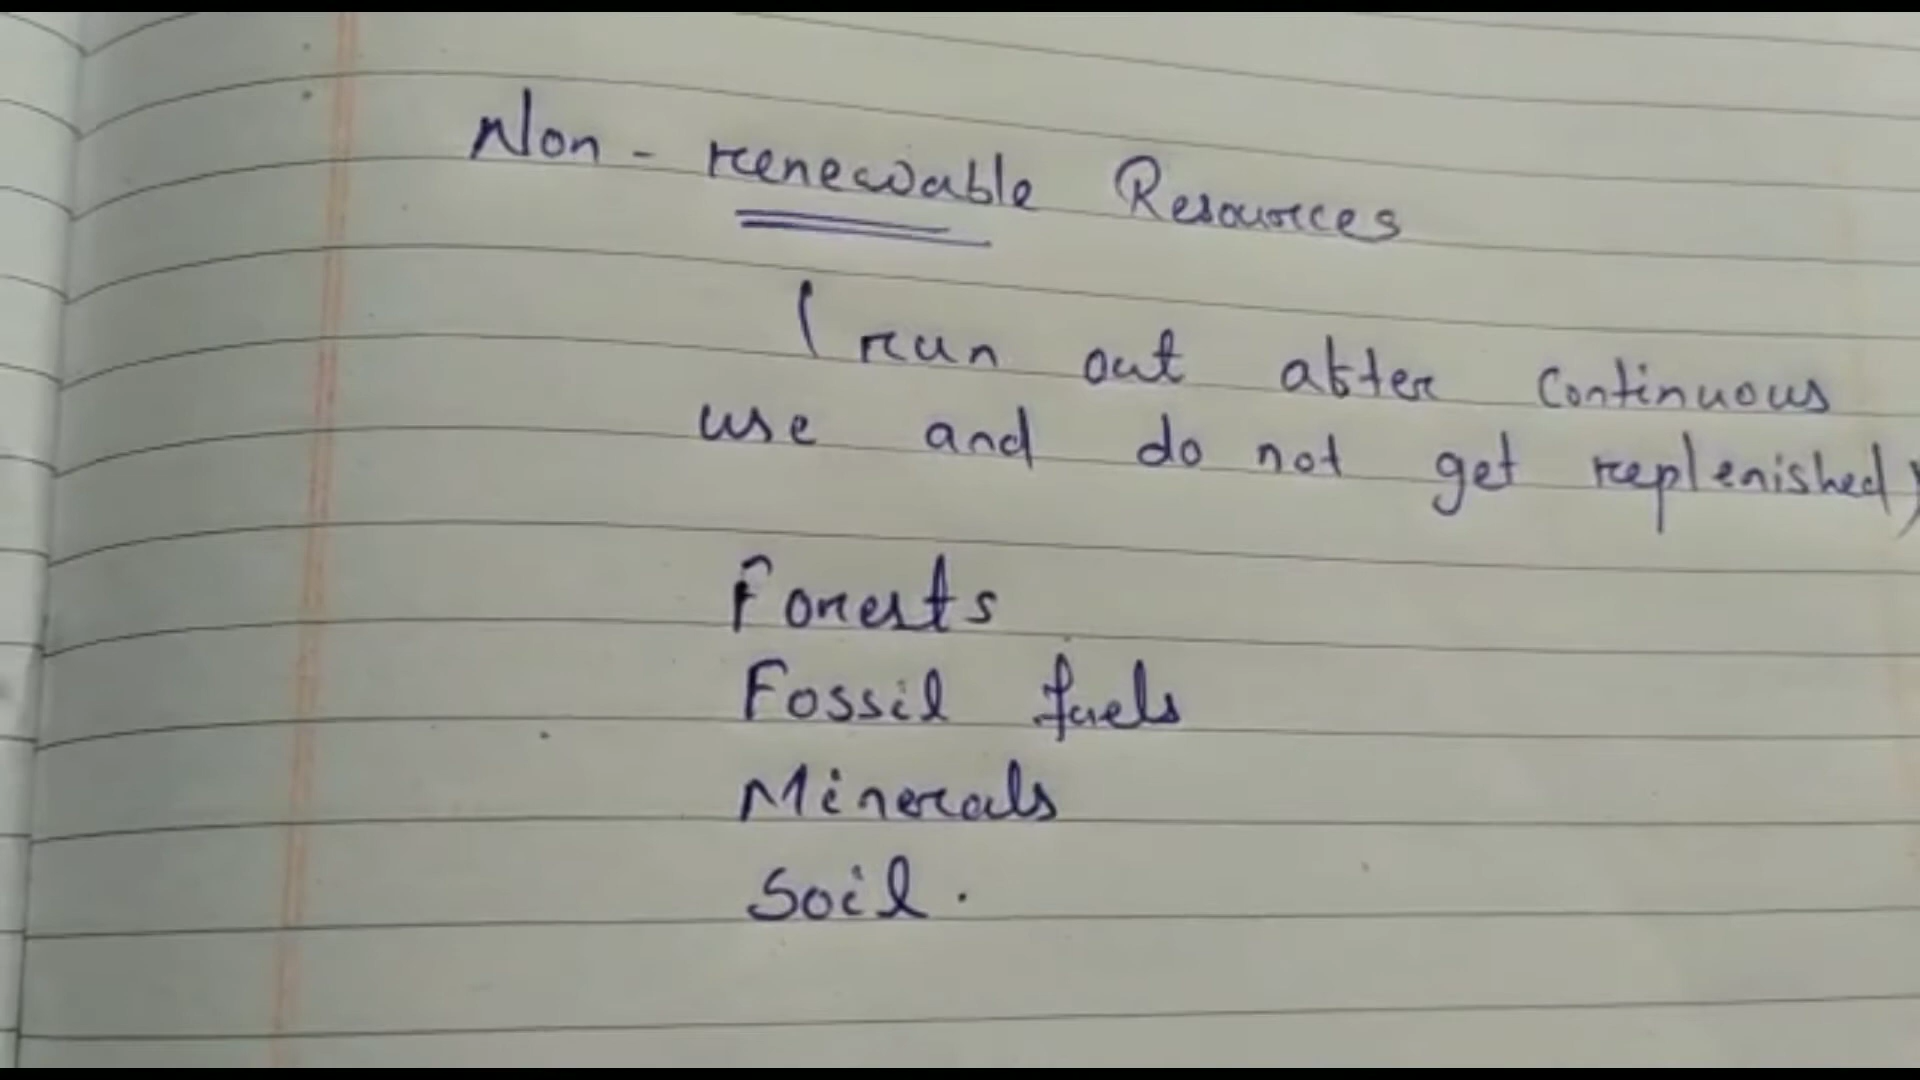 Non - renewable Resources
( run out after continuous
use and do not get replenished)
Forests
Fossil fuels
Minerals
Soil.